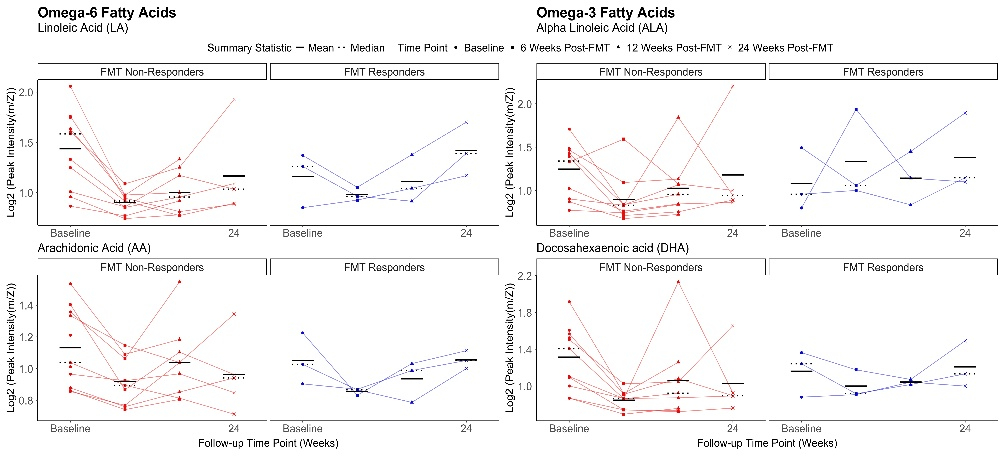 Omega-6 Fatty Acids
Linoleic Acid (LA)
Omega-3 Fatty Acids
Alpha Linoleic Acid (ALA)
Summary Statistic Mean Median Time Point Baseline 6 Weeks Post-FMT 12 Weeks Post-FMT 24 Weeks Post-FMT
FMT Non-Responders
FMT Responders
Log2 (Peak Intensity(m/Z))
2.0
1.5
1.0
Baseline
24
Baseline
24
FMT Non-Responders
FMT Responders
Log2 (Peak Intensity(m/Z))
2.0
1.5
1.0
Baseline
24
Baseline
24
Arachidonic Acid (AA)
FMT Non-Responders
FMT Responders
Log2 (Peak Intensity(m/Z))
1.4
1.2
1.0
0.8
Baseline
24
Baseline
24
Docosahexaenoic acid (DHA)
FMT Non-Responders
FMT Responders
Log2 (Peak Intensity(m/Z))
2.2
1.8
1.4
1.0
Baseline
24
Baseline
24
Follow-up Time Point (Weeks)
Follow-up Time Point (Weeks)